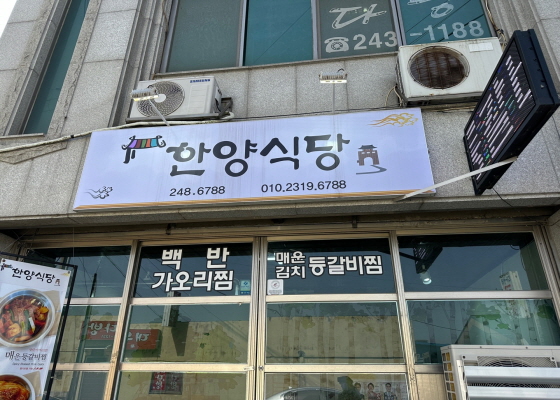 ☎243-1188
SAMSUNG
한양식당
248.6788 010.2319.6788
백반
가오리찜
매운
김치 등갈비찜
한양식당
매운등갈비찜